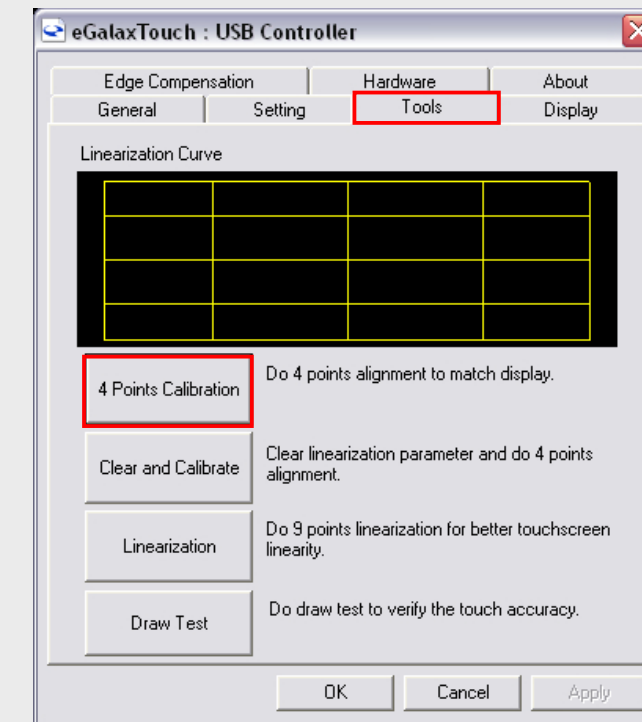 eGalaxTouch : USB Controller
Edge Compensation Hardware About
General Setting Tools Display
Linearization Curve
4 Points Calibration
Do 4 points alignment to match display.
Clear and Calibrate
Clear linearization parameter and do 4 points
alignment.
Linearization
Do 9 points linearization for better touchscreen
linearity.
Draw Test
Do draw test to verify the touch accuracy.
OK Cancel Apply